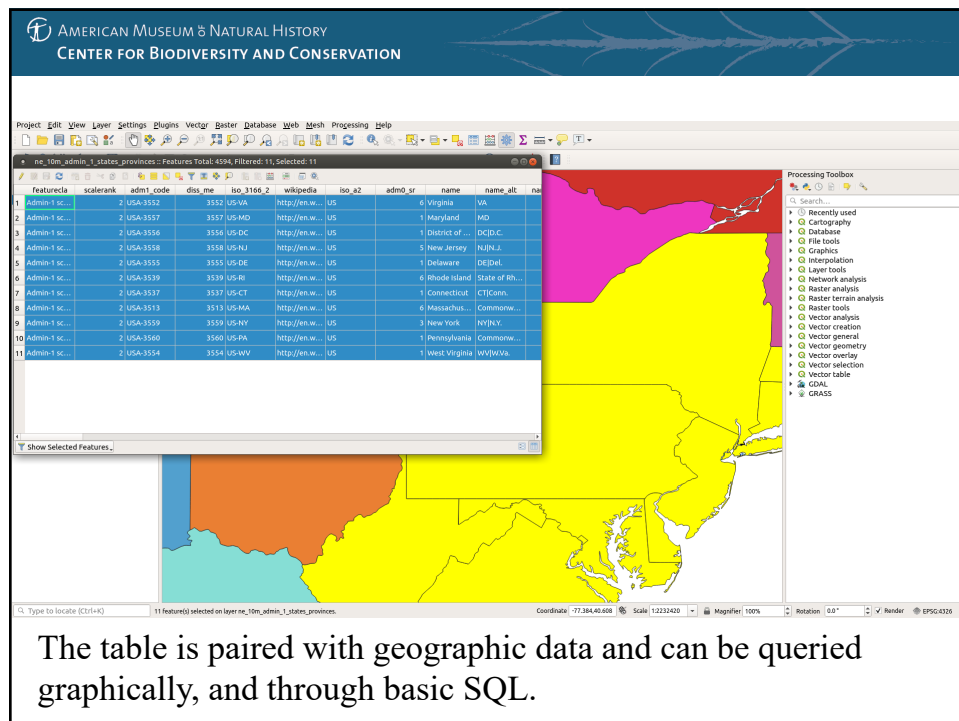 AMERICAN MUSEUM & NATURAL HISTORY
CENTER FOR BIODIVERSITY AND CONSERVATION
Project Edit View Layer Settings Plugins Vector Raster Database Web Mesh Processing Help
ne_10m_admin_1_states_provinces :: Features Total: 4594, Filtered: 11, Selected: 11
featurecla scalerank adm1_code diss_me iso_3166_2 wikipedia iso_a2 adm0_sr name name_alt
1 Admin-1 sc... 2 USA-3552 3552 US-VA http://en.w... US 6 Virginia VA
2 Admin-1 sc... 2 USA-3557 3557 US-MD http://en.w... US 1 Maryland MD
3 Admin-1 sc... 2 USA-3556 3556 US-DC http://en.w... US 1 District of ... DC|D.C.
4 Admin-1 sc... 2 USA-3558 3558 US-NJ http://en.w... US 5 New Jersey NJ|N.J.
5 Admin-1 sc... 2 USA-3555 3555 US-DE http://en.w... US 1 Delaware DE|Del.
6 Admin-1 sc... 2 USA-3539 3539 US-RI http://en.w... US 6 Rhode Island State of Rh...
7 Admin-1 sc... 2 USA-3537 3537 US-CT http://en.w... US 1 Connecticut CT|Conn.
8 Admin-1 sc... 2 USA-3513 3513 US-MA http://en.w... US 6 Massachus... Commonw...
9 Admin-1 sc... 2 USA-3559 3559 US-NY http://en.w... US 3 New York NY|N.Y.
10 Admin-1 sc... 2 USA-3560 3560 US-PA http://en.w... US 1 Pennsylvania Commonw...
11 Admin-1 sc... 2 USA-3554 3554 US-WV http://en.w... US 1 West Virginia WV|W.Va.
Show Selected Features
Processing Toolbox
Search...
Recently used
Cartography
Database
File tools
Graphics
Interpolation
Layer tools
Network analysis
Raster analysis
Raster terrain analysis
Raster tools
Vector analysis
Vector creation
Vector general
Vector geometry
Vector overlay
Vector selection
Vector table
GDAL
GRASS
Type to locate (Ctrl+K) 11 feature(s) selected on layer ne_10m_admin_1_states_provinces. Coordinate -77.384,40.608 Scale 1:2232420 Magnifier 100% Rotation 0.0° Render EPSG:4326
The table is paired with geographic data and can be queried
graphically, and through basic SQL.